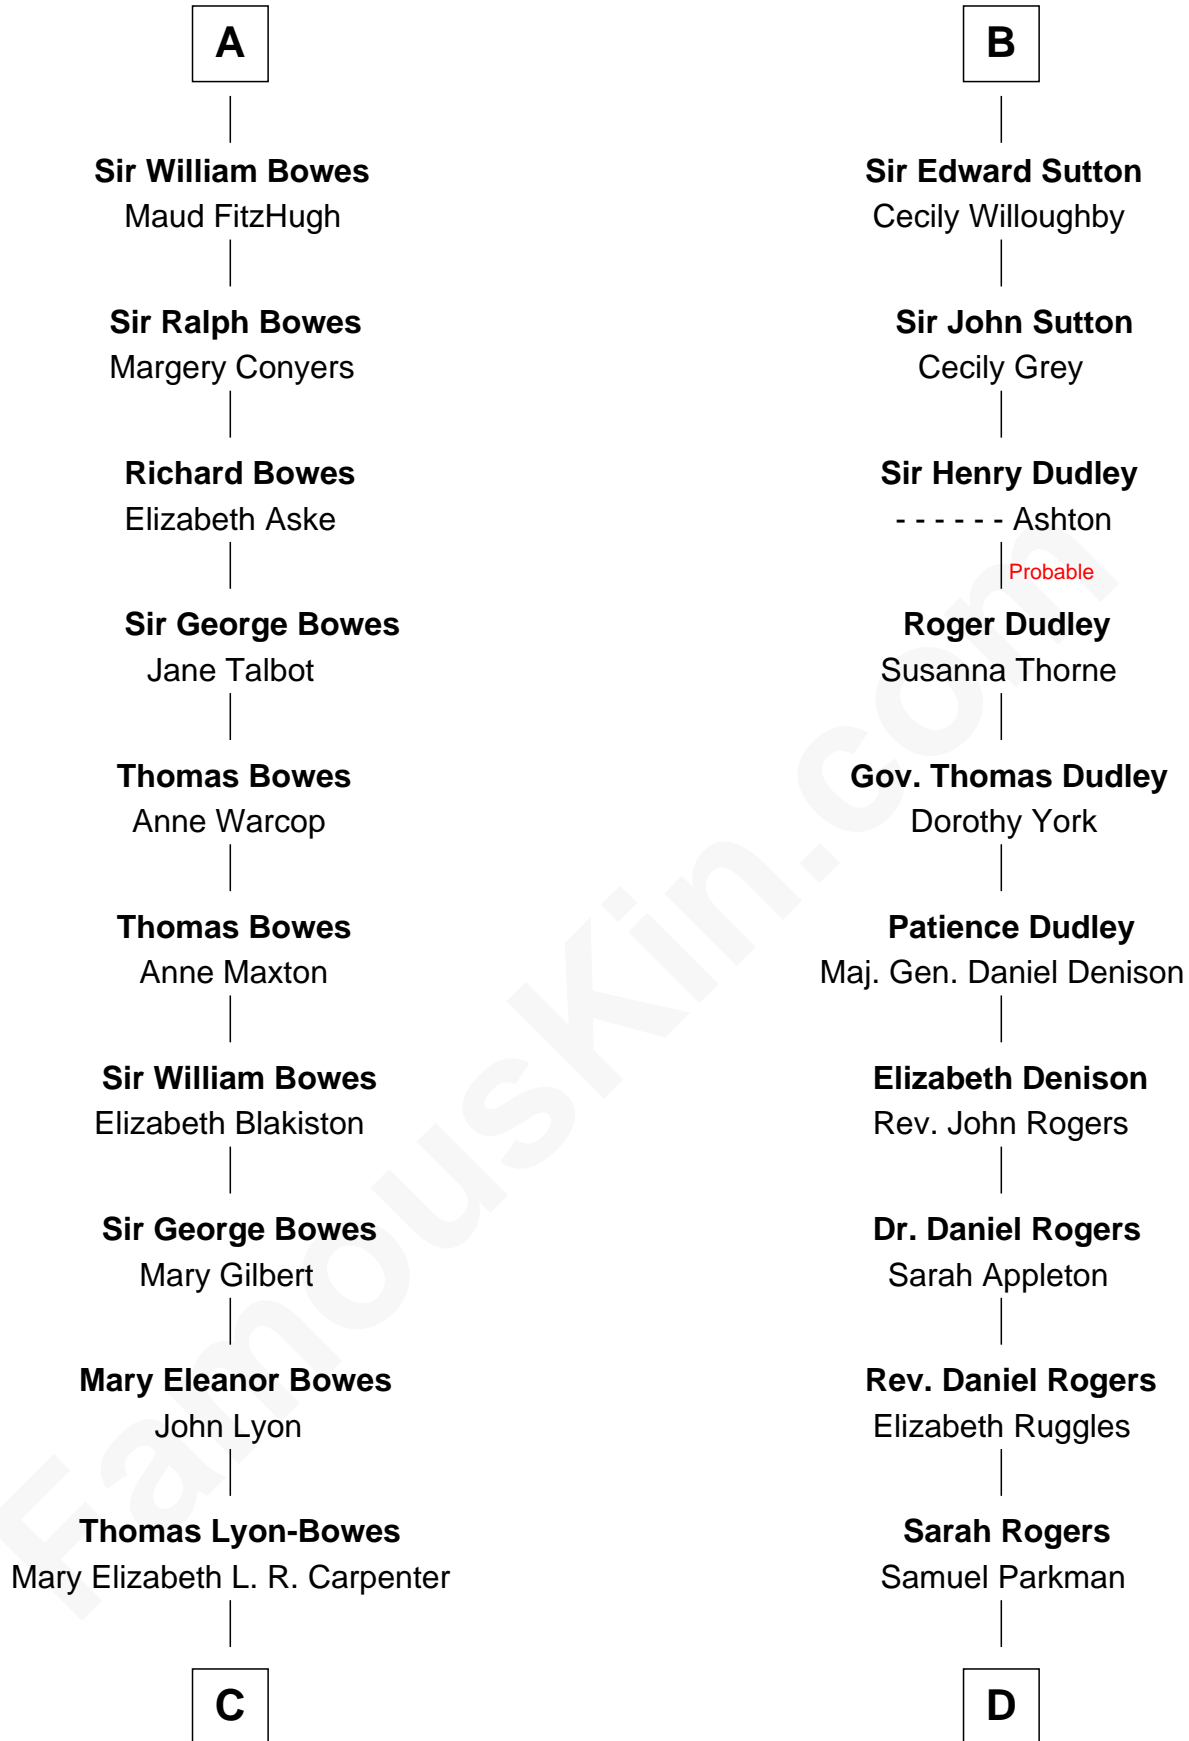 A
Sir William Bowes
Maud FitzHugh
Sir Ralph Bowes
Margery Conyers
Richard Bowes
Elizabeth Aske
Sir George Bowes
Jane Talbot
Thomas Bowes
Anne Warcop
Thomas Bowes
Anne Maxton
Sir William Bowes
Elizabeth Blakiston
Sir George Bowes
Mary Gilbert
Mary Eleanor Bowes
John Lyon
Thomas Lyon-Bowes
Mary Elizabeth L. R. Carpenter
C
B
Sir Edward Sutton
Cecily Willoughby
Sir John Sutton
Cecily Grey
Sir Henry Dudley
- - - - - - Ashton
Probable
Roger Dudley
Susanna Thorne
Gov. Thomas Dudley
Dorothy York
Patience Dudley
Maj. Gen. Daniel Denison
Elizabeth Denison
Rev. John Rogers
Dr. Daniel Rogers
Sarah Appleton
Rev. Daniel Rogers
Elizabeth Ruggles
Sarah Rogers
Samuel Parkman
D
FamousKin.com